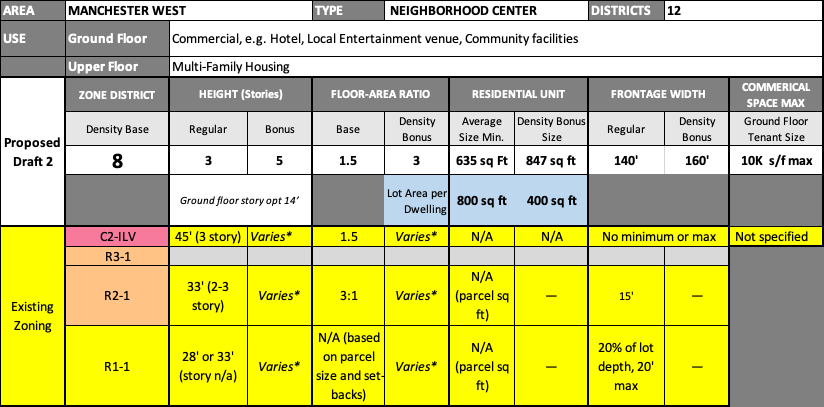 AREA MANCHESTER WEST TYPE NEIGHBORHOOD CENTER DISTRICTS 12
USE Ground Floor Commercial, e.g. Hotel, Local Entertainment venue, Community facilities
Upper Floor Multi-Family Housing
Proposed Draft 2
ZONE DISTRICT HEIGHT (Stories) FLOOR-AREA RATIO RESIDENTIAL UNIT FRONTAGE WIDTH COMMERICAL SPACE MAX
Density Base Regular Bonus Base Density Bonus Average Size Min. Density Bonus Size Regular Density Bonus Ground Floor Tenant Size
8 3 5 1.5 3 635 sq Ft 847 sq ft 140' 160' 10K s/f max
Ground floor story opt 14’ Lot Area per Dwelling 800 sq ft 400 sq ft
Existing Zoning
C2-ILV 45' (3 story) Varies* 1.5 Varies* N/A N/A No minimum or max Not specified
R3-1
R2-1 33' (2-3 story) Varies* 3:1 Varies* N/A (parcel sq ft) — 15' —
R1-1 28' or 33' (story n/a) Varies* N/A (based on parcel size and set-backs) Varies* N/A (parcel sq ft) — 20% of lot depth, 20' max —